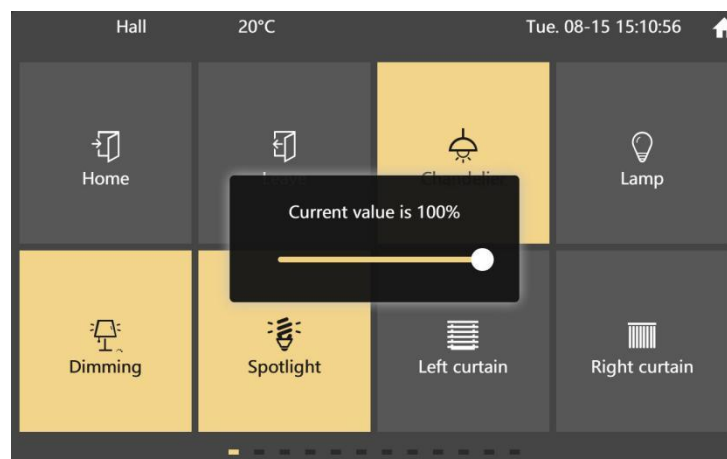 Hall 20°C Tue. 08-15 15:10:56
Home
Chandelier
Lamp
Current value is 100%
Dimming
Spotlight
Left curtain
Right curtain